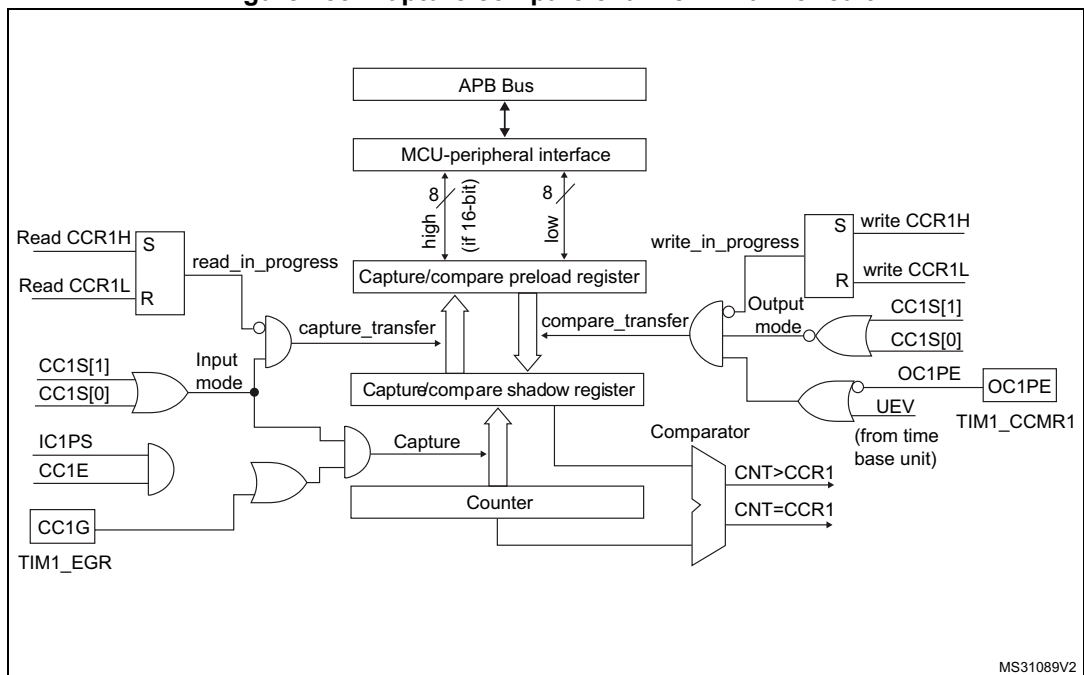 APB Bus
MCU-peripheral interface
8
high
(if 16-bit)
8
low
Read CCR1H
S
read_in_progress
Read CCR1L
R
write_in_progress
S
write CCR1H
R
write CCR1L
Capture/compare preload register
capture_transfer
compare_transfer
Output
mode
CC1S[1]
CC1S[0]
CC1S[1]
CC1S[0]
Input
mode
Capture/compare shadow register
OC1PE
OC1PE
UEV
TIM1_CCMR1
(from time
base unit)
IC1PS
CC1E
Capture
Comparator
CNT>CCR1
CNT=CCR1
Counter
CC1G
TIM1_EGR
MS31089V2